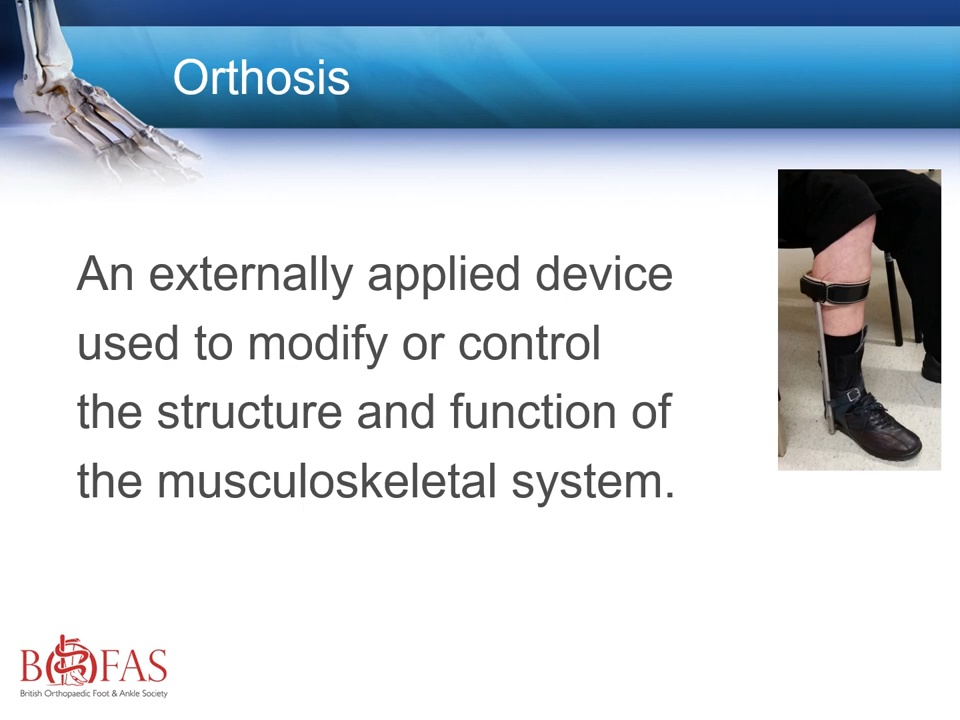 Orthosis
An externally applied device
used to modify or control
the structure and function of
the musculoskeletal system.
BOFAS
British Orthopaedic Foot & Ankle Society